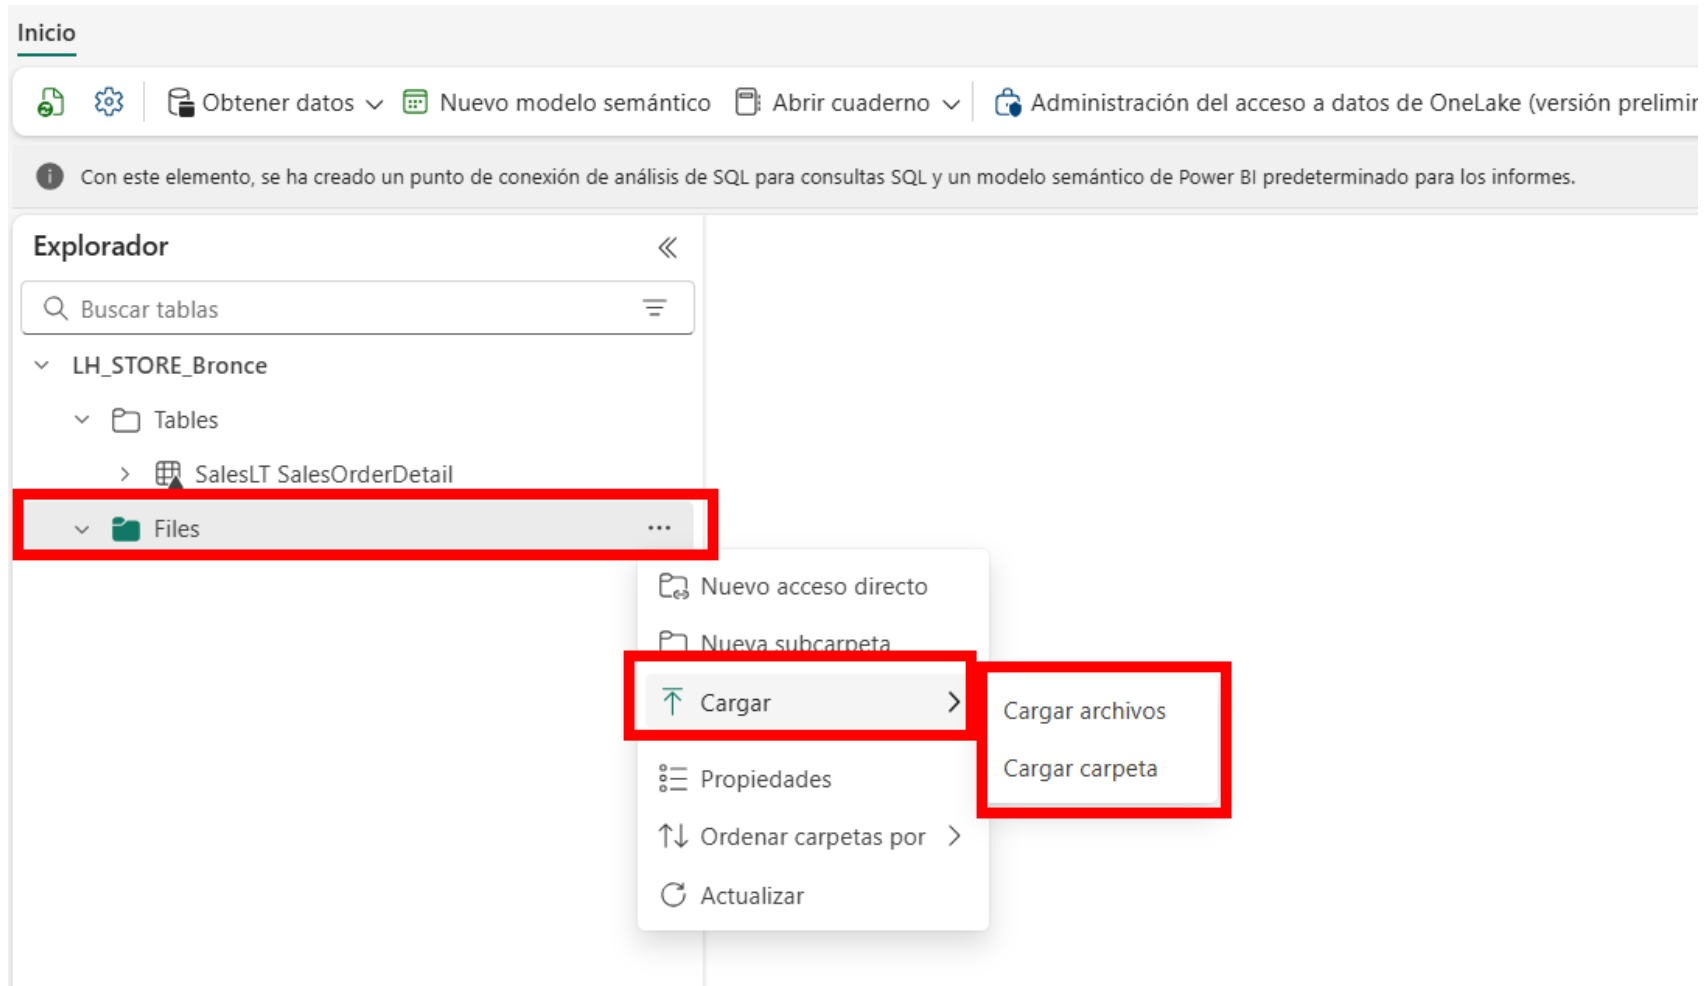 Inicio
Obtener datos Nuevo modelo semántico Abrir cuaderno Administración del acceso a datos de OneLake (versión
Con este elemento, se ha creado un punto de conexión de análisis de SQL para consultas SQL y un modelo semántico de Power BI predeterminado para los informes.
Explorador
Buscar tablas
LH_STORE_Bronce
Tables
SalesLT SalesOrderDetail
Files
Nuevo acceso directo
Nueva subcarpeta
Cargar
Cargar archivos
Cargar carpeta
Propiedades
Ordenar carpetas por
Actualizar